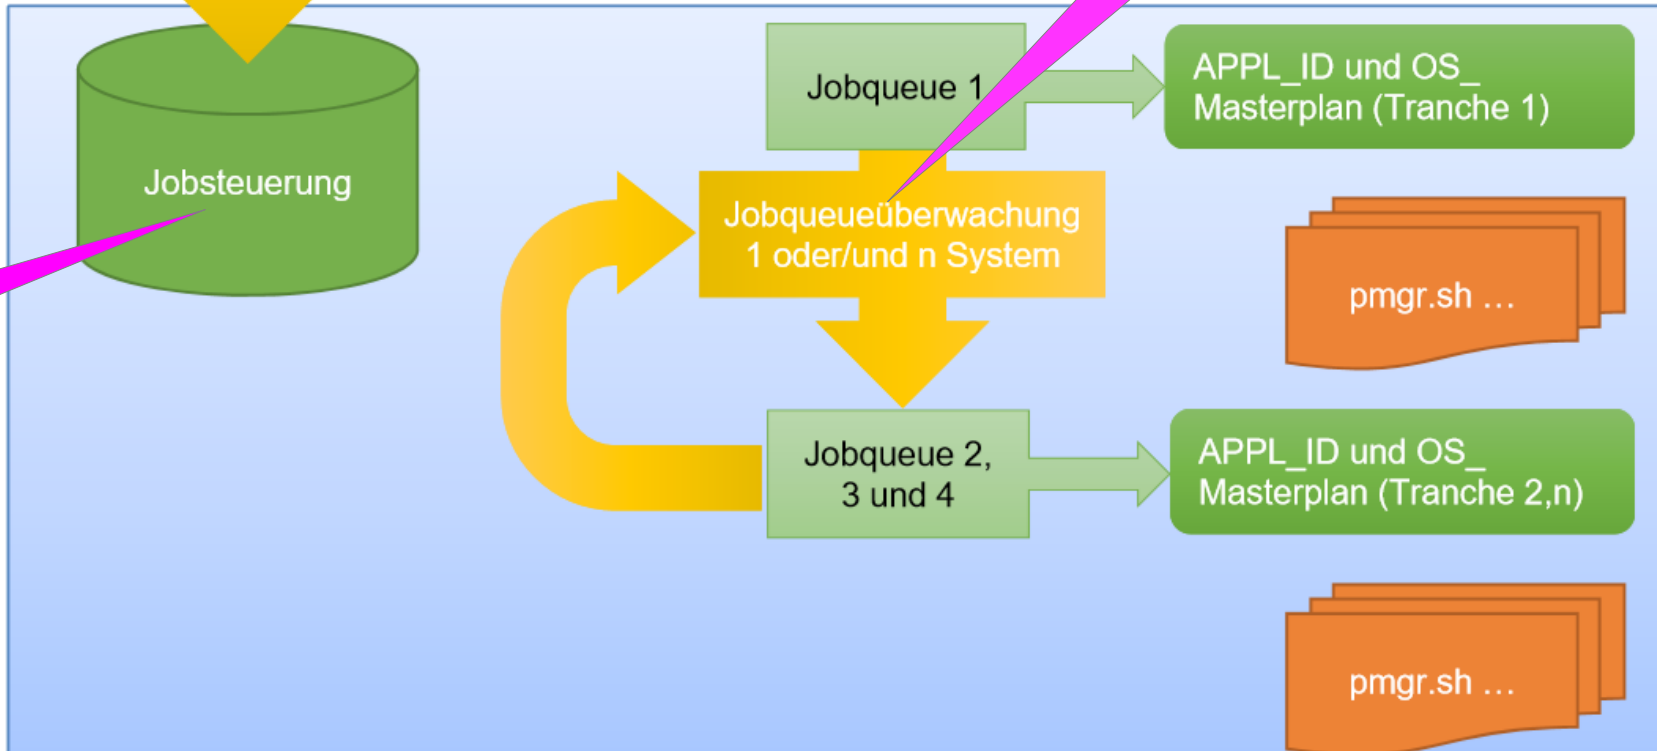 Jobsteuerung
Jobqueue 1
APPL_ID und OS_
Masterplan (Tranche 1)
Jobqueueüberwachung
1 oder/und n System
pmgr.sh …
Jobqueue 2,
3 und 4
APPL_ID und OS_
Masterplan (Tranche 2,n)
pmgr.sh …